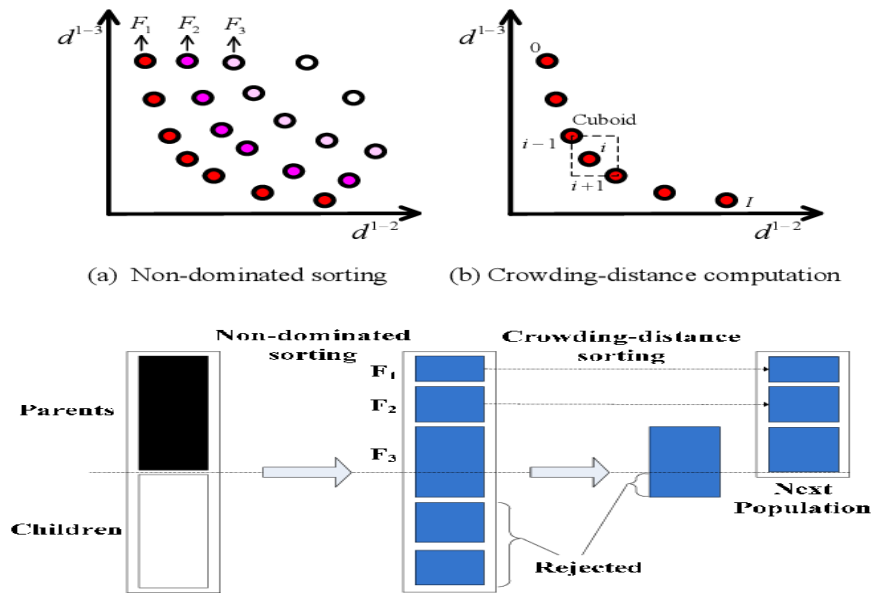 F₁ F₂ F₃
d¹⁻³
d¹⁻²
(a) Non-dominated sorting
d¹⁻³
0
Cuboid
i−1
i
i+1
I
d¹⁻²
(b) Crowding-distance computation
Non-dominated
sorting
Crowding-distance
sorting
F₁
F₂
F₃
Parents
Children
Rejected
Next
Population